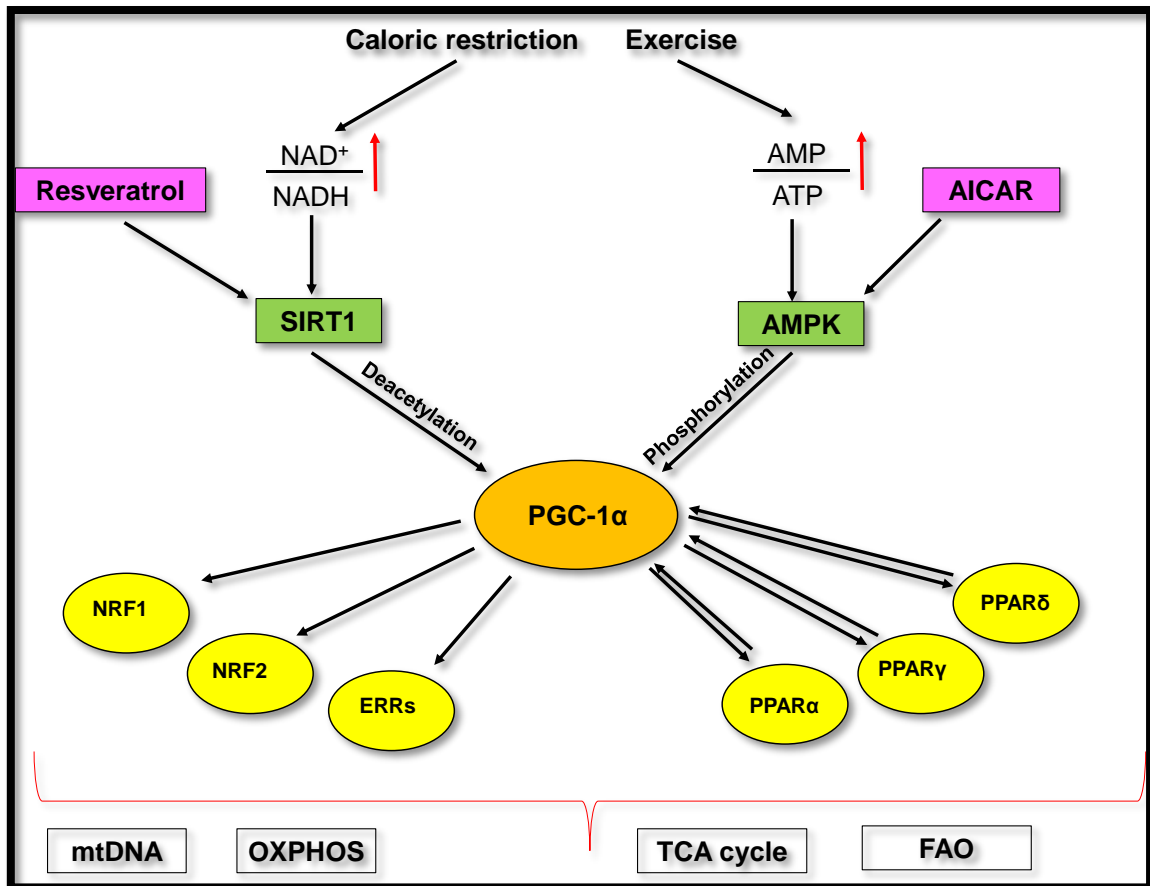 Caloric restriction
Exercise
NAD⁺
NADH
AMP
ATP
Resveratrol
AICAR
SIRT1
AMPK
Deacetylation
Phosphorylation
PGC-1α
NRF1
NRF2
ERRs
PPARα
PPARγ
PPARδ
mtDNA
OXPHOS
TCA cycle
FAO